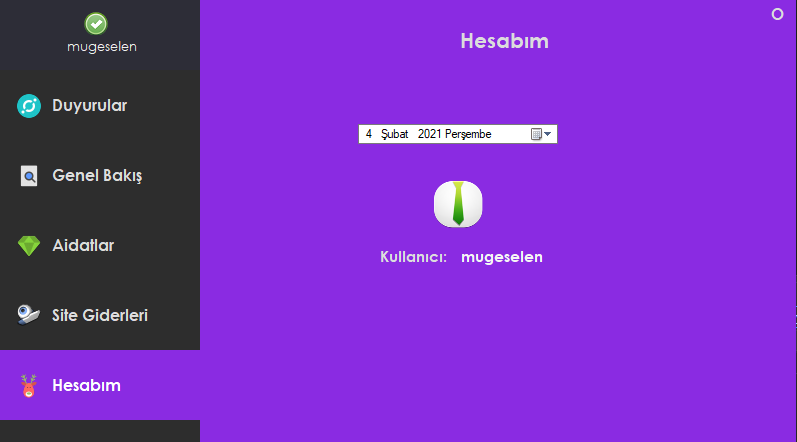 mugeselen
Duyurular
Genel Bakış
Aidatlar
Site Giderleri
Hesabım
Hesabım
4 Şubat 2021 Perşembe
Kullanıcı: mugeselen